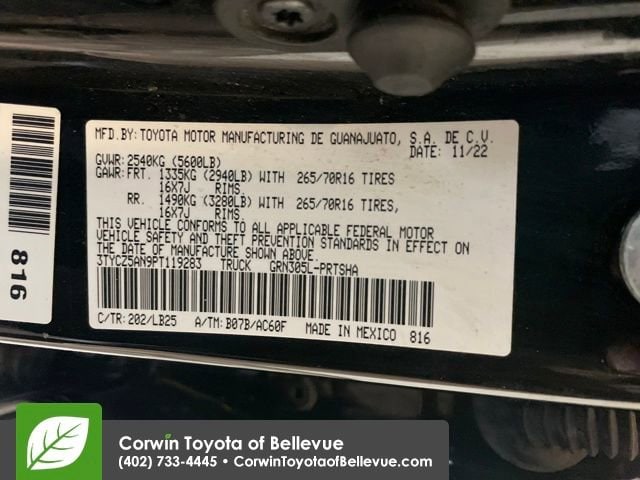 MFD.BY:TOYOTA MOTOR MANUFACTURING DE GUANAJUATO, S.A. DE C.V.
DATE: 11/22
GVWR:2540KG (5600LB)
GAWR:FRT. 1335KG (2940LB) WITH 265/70R16 TIRES
16X7J RIMS.
RR. 1490KG (3280LB) WITH 265/70R16 TIRES,
16X7J RIMS.
THIS VEHICLE CONFORMS TO ALL APPLICABLE FEDERAL MOTOR
VEHICLE SAFETY AND THEFT PREVENTION STANDARDS IN EFFECT ON
THE DATE OF MANUFACTURE SHOWN ABOVE.
3TYCZ5AN9PT119283 TRUCK GRN305L-PRTSHA
C/TR:202/LB25 A/TM:B07B/AC60F MADE IN MEXICO 816
816
Corwin Toyota of Bellevue
(402) 733-4445 • CorwinToyotaofBellevue.com